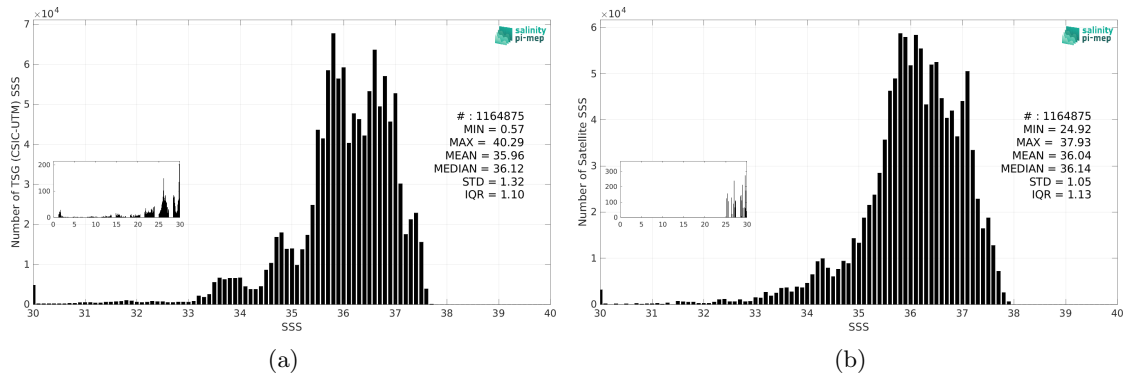 ×10⁴
7
6
5
4
3
2
1
0
Number of TSG (CSIC-UTM) SSS
30 31 32 33 34 35 36 37 38 39 40
SSS
salinity
pi-mep
# : 1164875
MIN = 0.57
MAX = 40.29
MEAN = 35.96
MEDIAN = 36.12
STD = 1.32
IQR = 1.10
200
100
0
0 5 10 15 20 25 30
(a)
×10⁴
6
5
4
3
2
1
0
Number of Satellite SSS
30 31 32 33 34 35 36 37 38 39 40
SSS
salinity
pi-mep
# : 1164875
MIN = 24.92
MAX = 37.93
MEAN = 36.04
MEDIAN = 36.14
STD = 1.05
IQR = 1.13
300
200
100
0
0 5 10 15 20 25 30
(b)